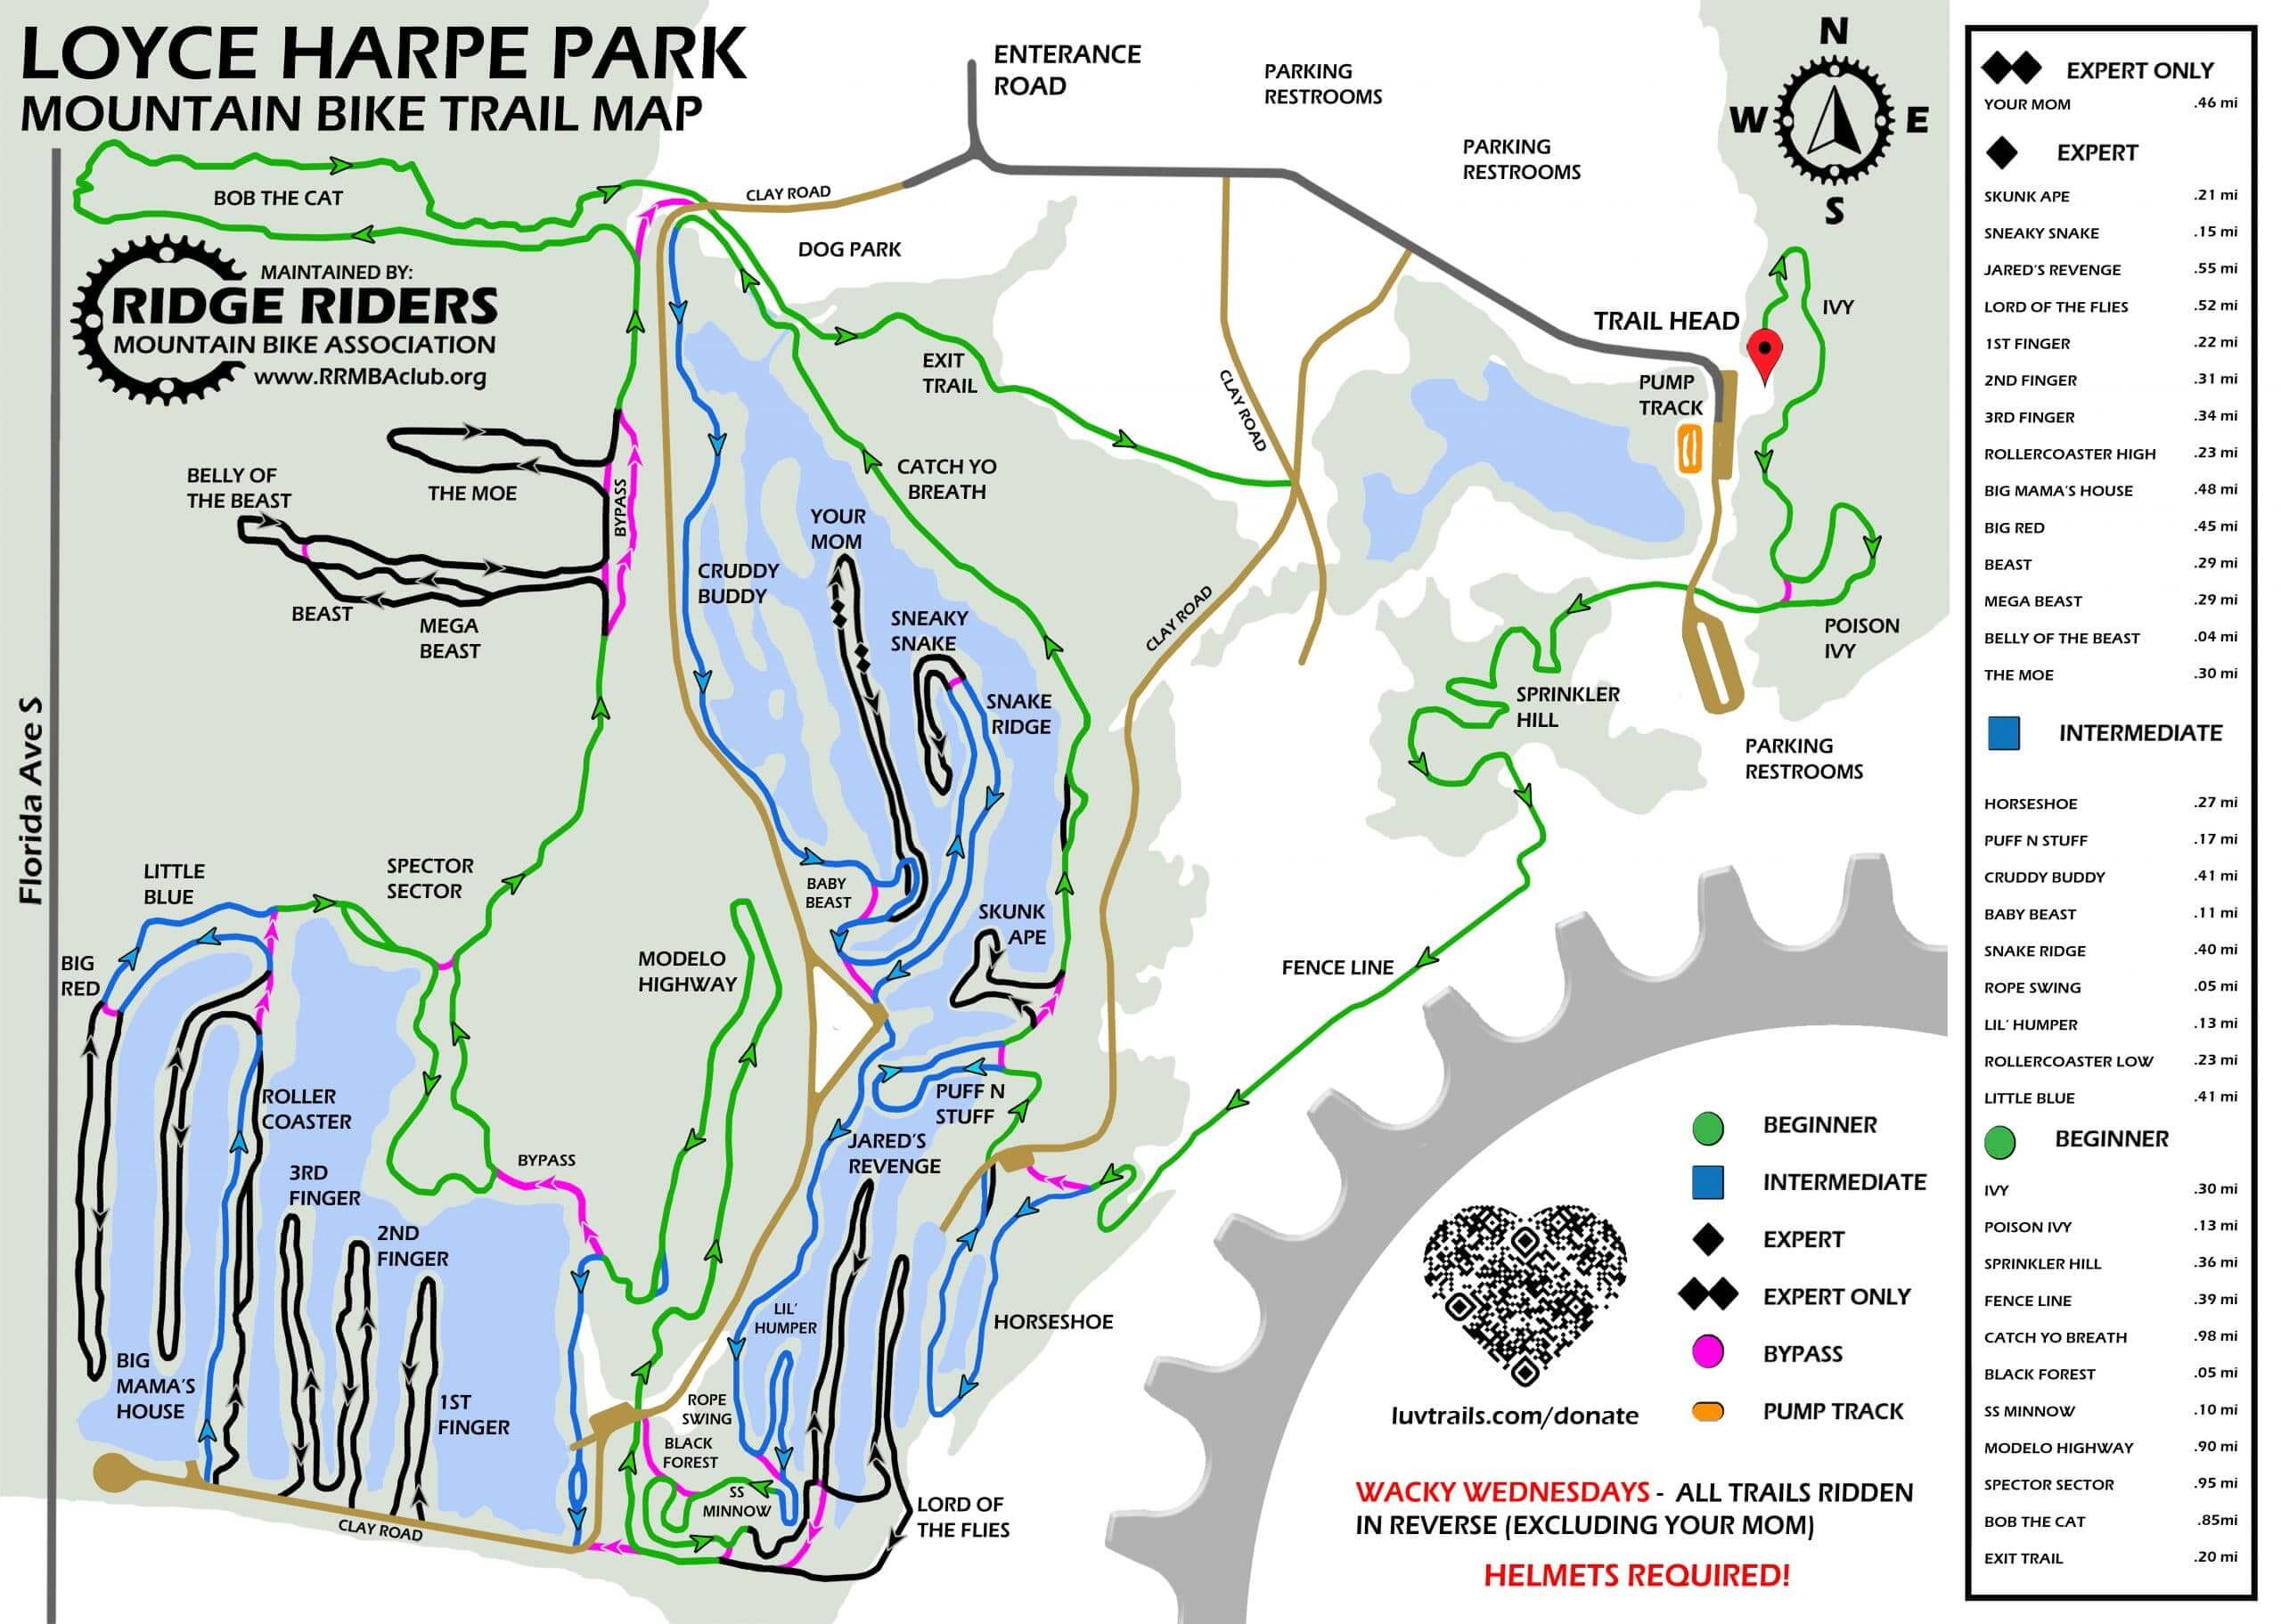 LOYCE HARPE PARK
MOUNTAIN BIKE TRAIL MAP
ENTERANCE
ROAD
PARKING
RESTROOMS
PARKING
RESTROOMS
N
W
E
S
BOB THE CAT
CLAY ROAD
DOG PARK
MAINTAINED BY:
RIDGE RIDERS
MOUNTAIN BIKE ASSOCIATION
www.RRMBAclub.org
TRAIL HEAD
IVY
EXIT
TRAIL
CLAY ROAD
PUMP
TRACK
BELLY OF
THE BEAST
THE MOE
BYPASS
CATCH YO
BREATH
YOUR
MOM
CRUDDY
BUDDY
BEAST
MEGA
BEAST
SNEAKY
SNAKE
CLAY ROAD
POISON
IVY
SNAKE
RIDGE
SPRINKLER
HILL
PARKING
RESTROOMS
Florida Ave S
LITTLE
BLUE
SPECTOR
SECTOR
BABY
BEAST
SKUNK
APE
BIG
RED
MODELO
HIGHWAY
FENCE LINE
ROLLER
COASTER
PUFF N
STUFF
JARED'S
REVENGE
3RD
FINGER
BYPASS
2ND
FINGER
LIL'
HUMPER
HORSESHOE
BIG
MAMA'S
HOUSE
1ST
FINGER
ROPE
SWING
BLACK
FOREST
SS
MINNOW
LORD OF
THE FLIES
CLAY ROAD
BEGINNER
INTERMEDIATE
EXPERT
EXPERT ONLY
BYPASS
PUMP TRACK
luvtrails.com/donate
WACKY WEDNESDAYS - ALL TRAILS RIDDEN
IN REVERSE (EXCLUDING YOUR MOM)
HELMETS REQUIRED!
EXPERT ONLY
YOUR MOM .46 mi
EXPERT
SKUNK APE .21 mi
SNEAKY SNAKE .15 mi
JARED'S REVENGE .55 mi
LORD OF THE FLIES .52 mi
1ST FINGER .22 mi
2ND FINGER .31 mi
3RD FINGER .34 mi
ROLLERCOASTER HIGH .23 mi
BIG MAMA'S HOUSE .48 mi
BIG RED .45 mi
BEAST .29 mi
MEGA BEAST .29 mi
BELLY OF THE BEAST .04 mi
THE MOE .30 mi
INTERMEDIATE
HORSESHOE .27 mi
PUFF N STUFF .17 mi
CRUDDY BUDDY .41 mi
BABY BEAST .11 mi
SNAKE RIDGE .40 mi
ROPE SWING .05 mi
LIL' HUMPER .13 mi
ROLLERCOASTER LOW .23 mi
LITTLE BLUE .41 mi
BEGINNER
IVY .30 mi
POISON IVY .13 mi
SPRINKLER HILL .36 mi
FENCE LINE .39 mi
CATCH YO BREATH .98 mi
BLACK FOREST .05 mi
SS MINNOW .10 mi
MODELO HIGHWAY .90 mi
SPECTOR SECTOR .95 mi
BOB THE CAT .85mi
EXIT TRAIL .20 mi